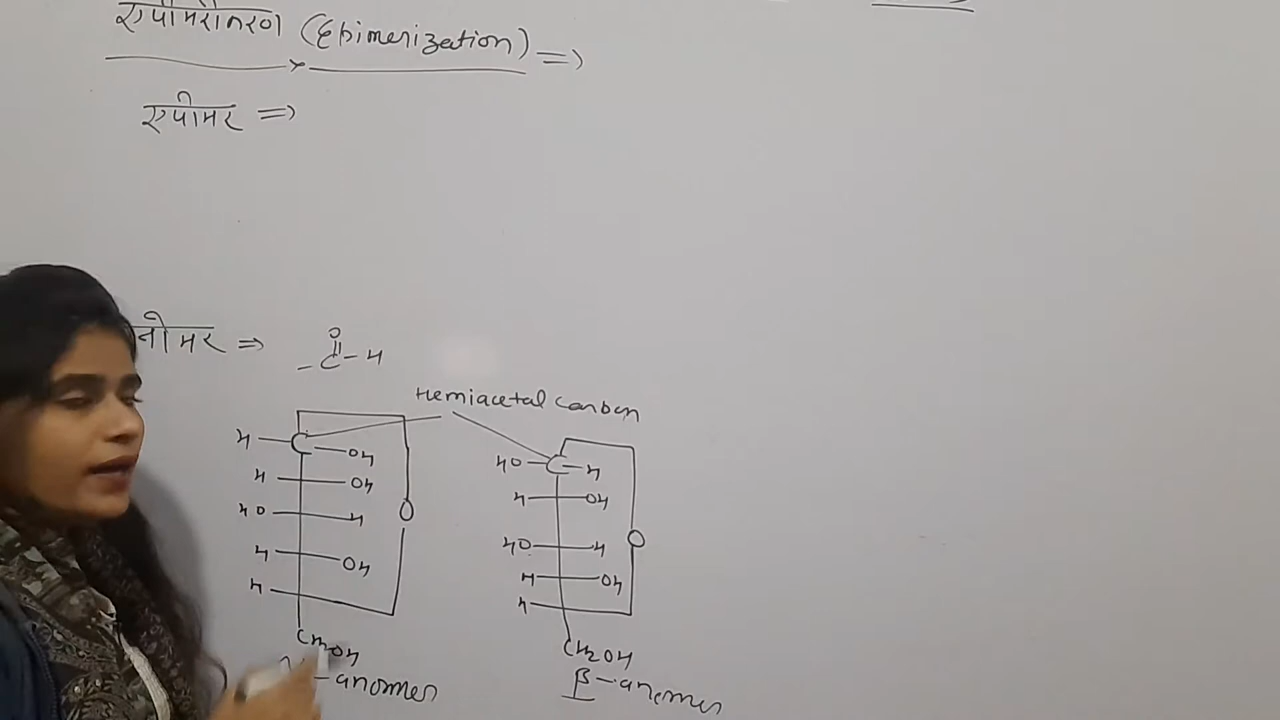 एपीमरीकरण (Epimerization) =>
एपीमर =>
नोमर =>
O
||
-C-H
Hemiacetal Carbon
H C OH
HO C H
H OH
H OH
HO H
O
HO H
O
H OH
H OH
H
H
CH2OH
CH2OH
-anomer
β-anomer